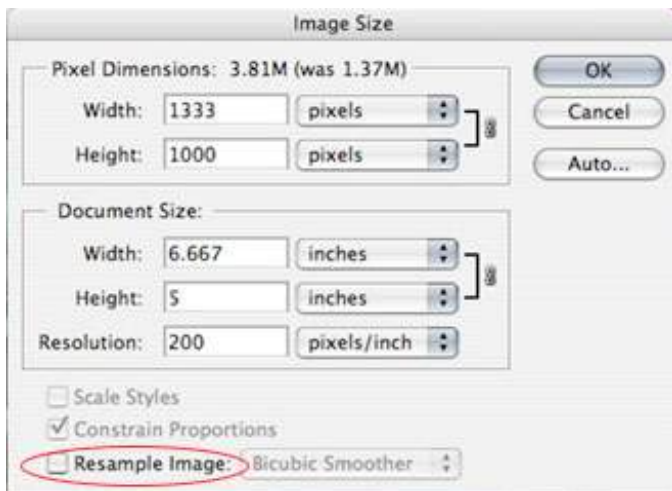 Image Size
Pixel Dimensions: 3.81M (was 1.37M)
OK
Width: 1333 pixels
Cancel
Height: 1000 pixels
Auto...
Document Size:
Width: 6.667 inches
Height: 5 inches
Resolution: 200 pixels/inch
Scale Styles
Constrain Proportions
Resample Image: Bicubic Smoother